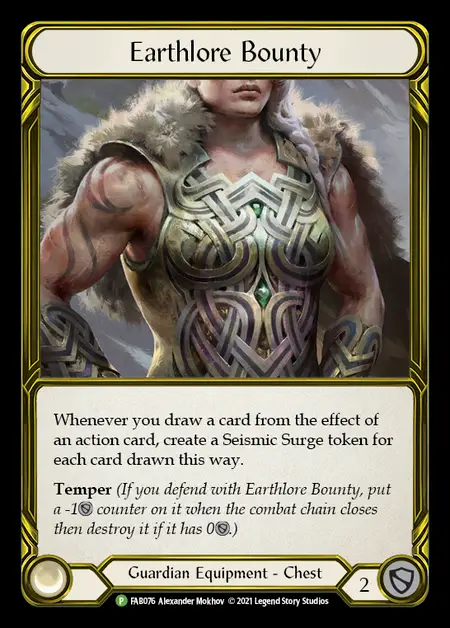 Earthlore Bounty
Whenever you draw a card from the effect of
an action card, create a Seismic Surge token for
each card drawn this way.
Temper (If you defend with Earthlore Bounty, put
a -1 counter on it when the combat chain closes
then destroy it if it has 0.)
Guardian Equipment - Chest
2
P FAB076 Alexander Mokhov © 2021 Legend Story Studios